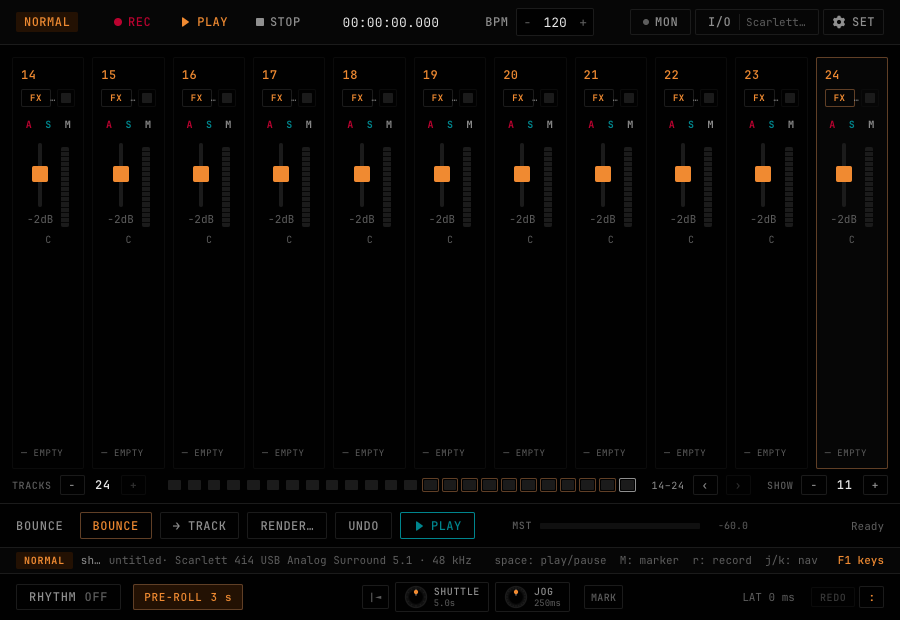 NORMAL REC PLAY STOP 00:00:00.000 BPM - 120 + MON I/O Scarlett… SET
14 15 16 17 18 19 20 21 22 23 24
FX … FX … FX … FX … FX … FX … FX … FX … FX … FX … FX …
A S M A S M A S M A S M A S M A S M A S M A S M A S M A S M A S M
-2dB -2dB -2dB -2dB -2dB -2dB -2dB -2dB -2dB -2dB -2dB
C C C C C C C C C C C
— EMPTY — EMPTY — EMPTY — EMPTY — EMPTY — EMPTY — EMPTY — EMPTY — EMPTY — EMPTY — EMPTY
TRACKS - 24 + 14–24 ‹ › SHOW - 11 +
BOUNCE BOUNCE → TRACK RENDER… UNDO PLAY MST -60.0 Ready
NORMAL sh… untitled· Scarlett 4i4 USB Analog Surround 5.1 · 48 kHz space: play/pause M: marker r: record j/k: nav F1 keys
RHYTHM OFF PRE-ROLL 3 s |⇥ SHUTTLE 5.0s JOG 250ms MARK LAT 0 ms REDO :